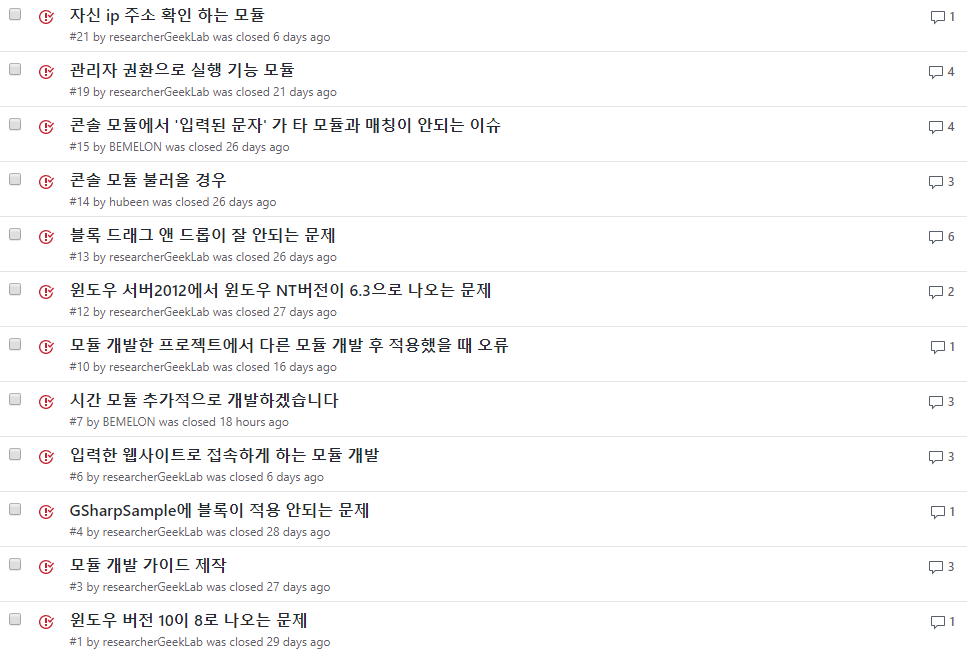 자신 ip 주소 확인 하는 모듈
1
#21 by researcherGeekLab was closed 6 days ago
관리자 권환으로 실행 기능 모듈
4
#19 by researcherGeekLab was closed 21 days ago
콘솔 모듈에서 '입력된 문자' 가 타 모듈과 매칭이 안되는 이슈
4
#15 by BEMELON was closed 26 days ago
콘솔 모듈 불러올 경우
3
#14 by hubeen was closed 26 days ago
블록 드래그 앤 드롭이 잘 안되는 문제
6
#13 by researcherGeekLab was closed 26 days ago
윈도우 서버2012에서 윈도우 NT버전이 6.3으로 나오는 문제
2
#12 by researcherGeekLab was closed 27 days ago
모듈 개발한 프로젝트에서 다른 모듈 개발 후 적용했을 때 오류
1
#10 by researcherGeekLab was closed 16 days ago
시간 모듈 추가적으로 개발하겠습니다
3
#7 by BEMELON was closed 18 hours ago
입력한 웹사이트로 접속하게 하는 모듈 개발
3
#6 by researcherGeekLab was closed 6 days ago
GSharpSample에 블록이 적용 안되는 문제
1
#4 by researcherGeekLab was closed 28 days ago
모듈 개발 가이드 제작
3
#3 by researcherGeekLab was closed 27 days ago
윈도우 버전 10이 8로 나오는 문제
1
#1 by researcherGeekLab was closed 29 days ago